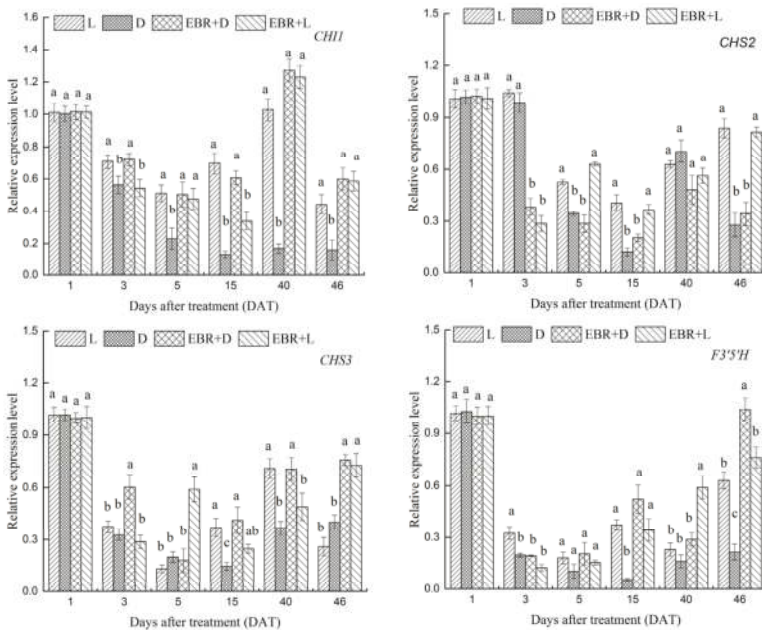 L D EBR+D EBR+L
CHI1
Relative expression level
1.6
1.4
1.2
1.0
0.8
0.6
0.4
0.2
0.0
a a a a a b a b a b a a a b a b a b a a a b a a
1 3 5 15 40 46
Days after treatment (DAT)
L D EBR+D EBR+L
CHS2
Relative expression level
1.5
1.2
0.9
0.6
0.3
0.0
a a a a a a b b a b b a a b b a a a a a a b b a
1 3 5 15 40 46
Days after treatment (DAT)
L D EBR+D EBR+L
CHS3
Relative expression level
1.5
1.2
0.9
0.6
0.3
0.0
a a a a b b a b b b b a a c a ab a b a b b b a a
1 3 5 15 40 46
Days after treatment (DAT)
L D EBR+D EBR+L
F3'5'H
Relative expression level
1.5
1.2
0.9
0.6
0.3
0.0
a a a a a b b b a a a a a b a a b b b a b c a b
1 3 5 15 40 46
Days after treatment (DAT)